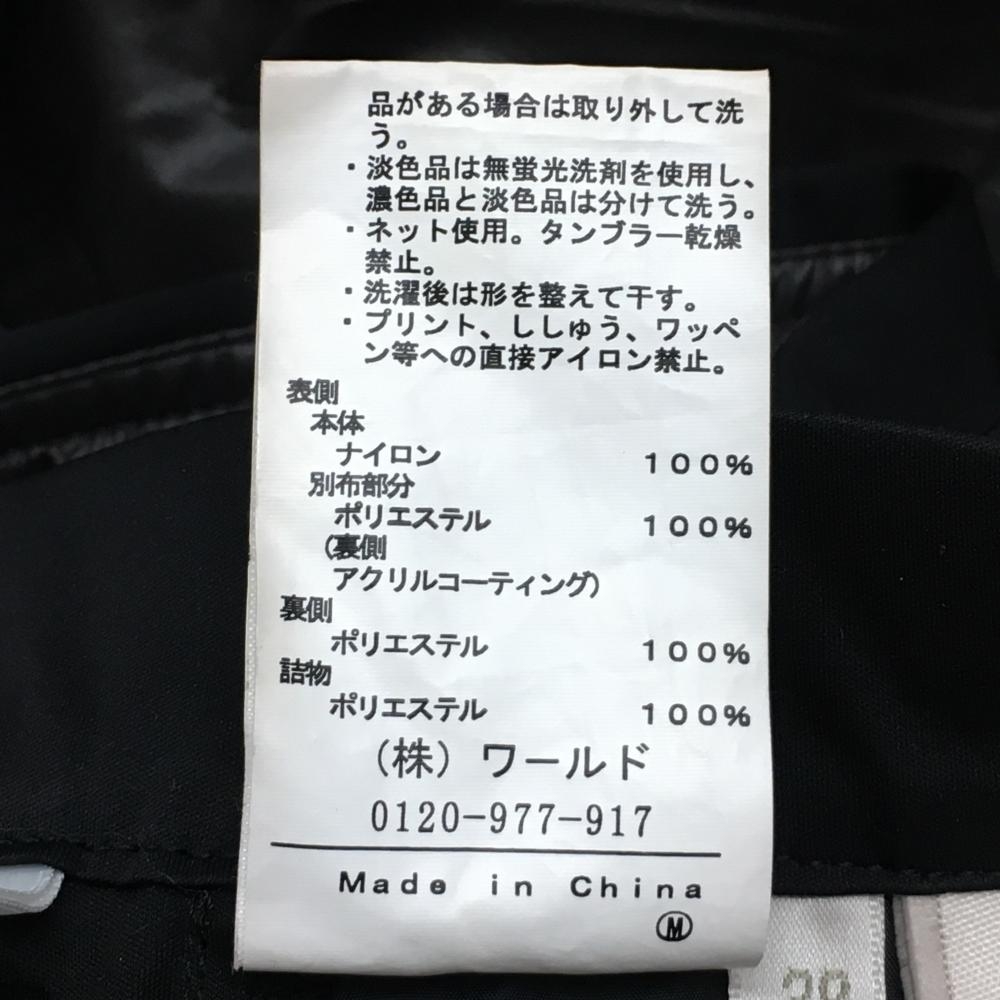 品がある場合は取り外して洗
う。
・淡色品は無蛍光洗剤を使用し、
濃色品と淡色品は分けて洗う。
・ネット使用。タンブラー乾燥
禁止。
・洗濯後は形を整えて干す。
・プリント、ししゅう、ワッペ
ン等への直接アイロン禁止。
表側
本体
ナイロン 100%
別布部分
ポリエステル 100%
(裏側
アクリルコーティング)
裏側
ポリエステル 100%
詰物
ポリエステル 100%
(株)ワールド
0120-977-917
Made in China
Ⓜ